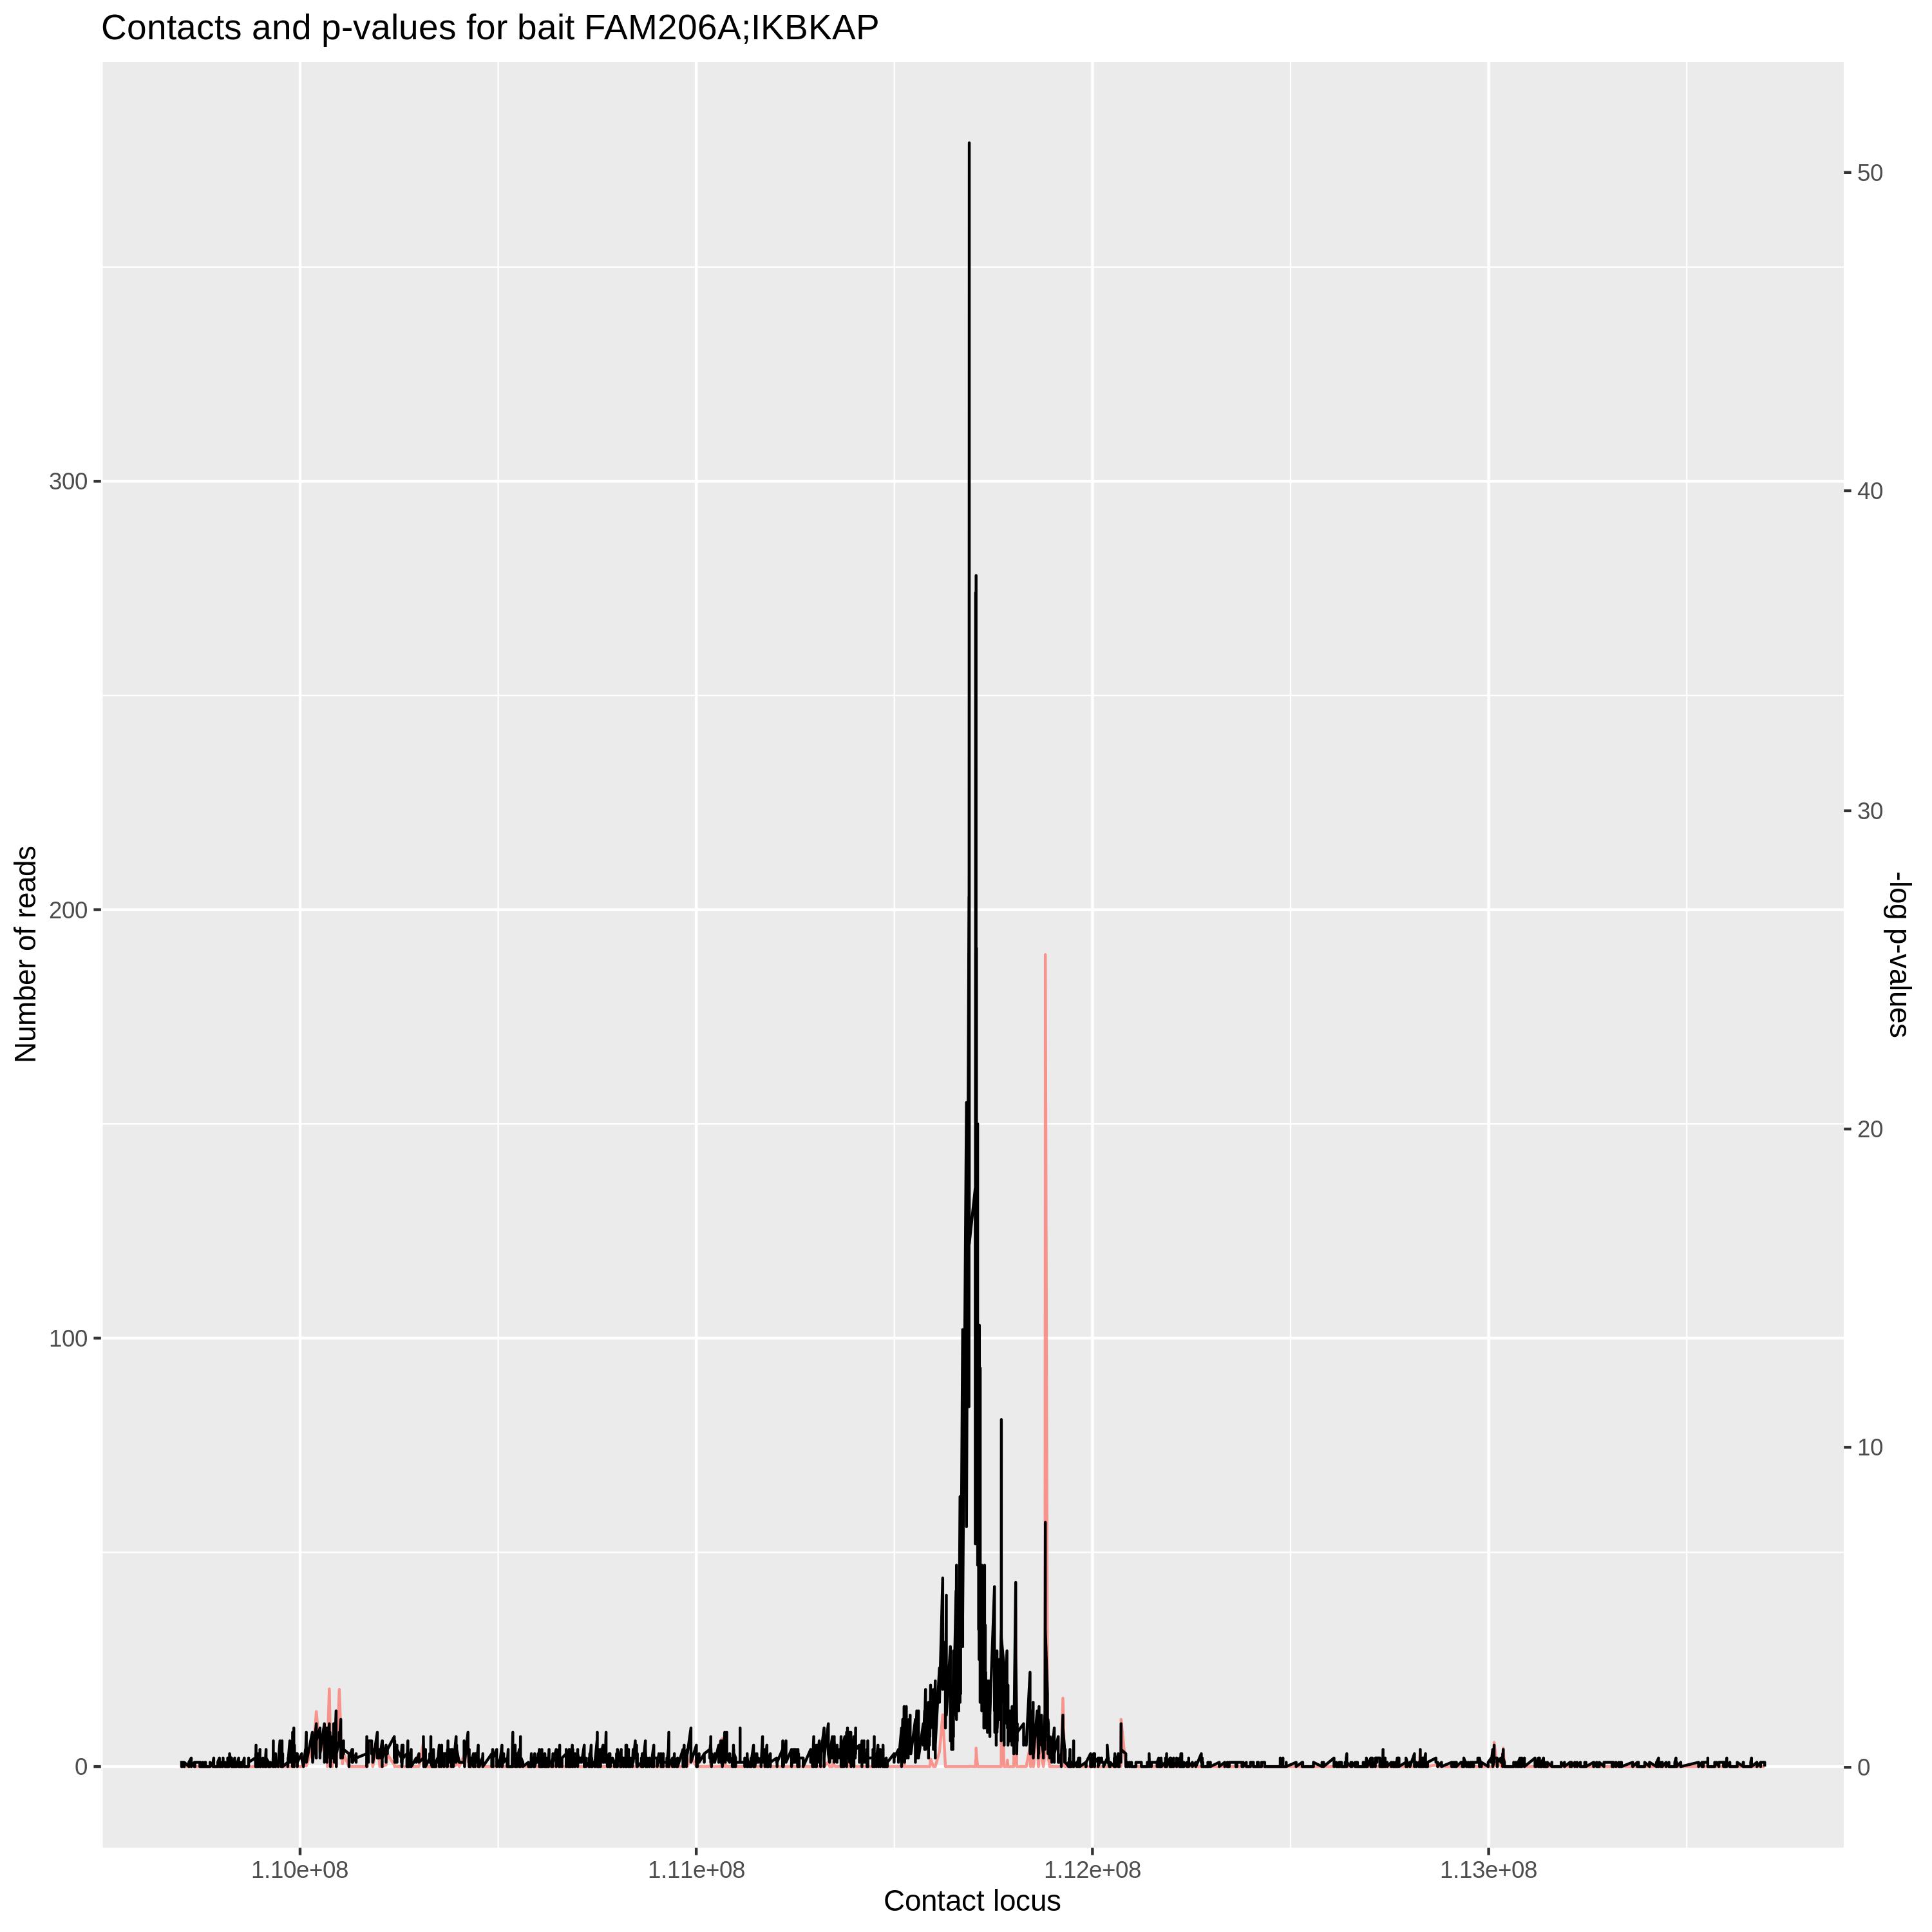 Contacts and p-values for bait FAM206A;IKBKAP
50
300
40
30
200
Number of reads
-log p-values
20
100
10
0
0
1.10e+08
1.11e+08
1.12e+08
1.13e+08
Contact locus